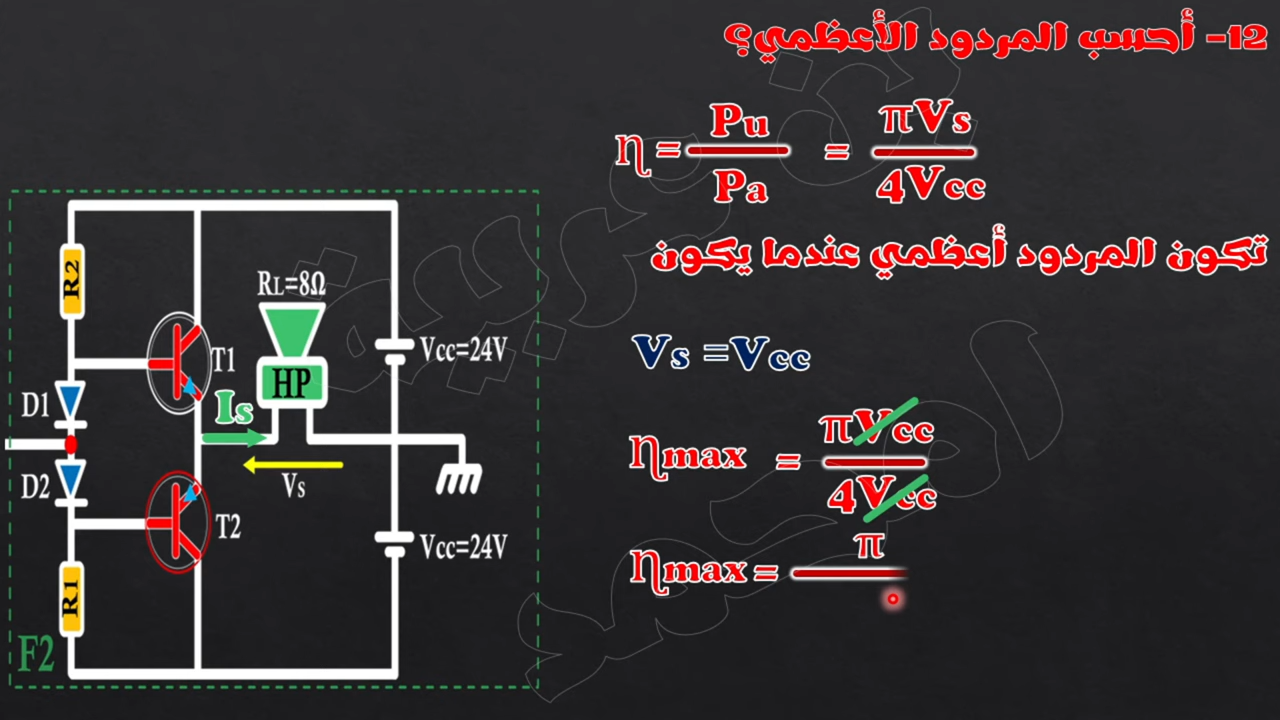 12- أحسب المردود الأعظمي؟
η = Pu / Pa = πVs / 4Vcc
تكون المردود أعظمي عندما يكون
Vs =Vcc
ηmax = πVcc / 4Vcc
ηmax = π
R2
RL=8Ω
T1
Vcc=24V
HP
D1
Is
D2
Vs
T2
Vcc=24V
R1
F2